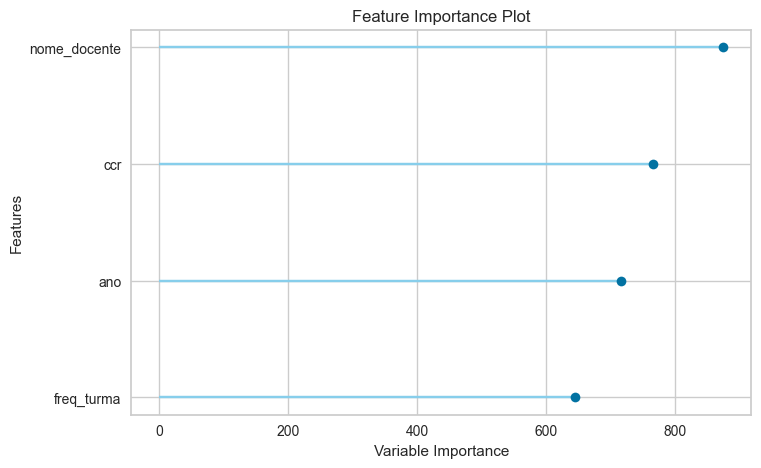 Feature Importance Plot
nome_docente
ccr
ano
freq_turma
Features
0 200 400 600 800
Variable Importance